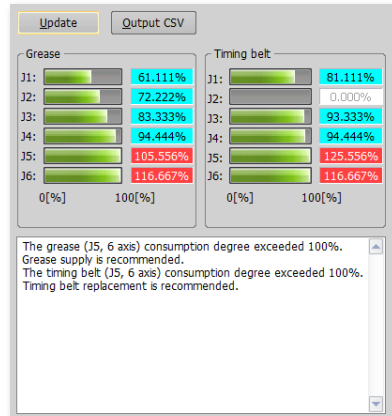 Update
Output CSV
Grease
J1: 61.111%
J2: 72.222%
J3: 83.333%
J4: 94.444%
J5: 105.556%
J6: 116.667%
0[%] 100[%]
Timing belt
J1: 81.111%
J2: 0.000%
J3: 93.333%
J4: 94.444%
J5: 125.556%
J6: 116.667%
0[%] 100[%]
The grease (J5, 6 axis) consumption degree exceeded 100%.
Grease supply is recommended.
The timing belt (J5, 6 axis) consumption degree exceeded 100%.
Timing belt replacement is recommended.